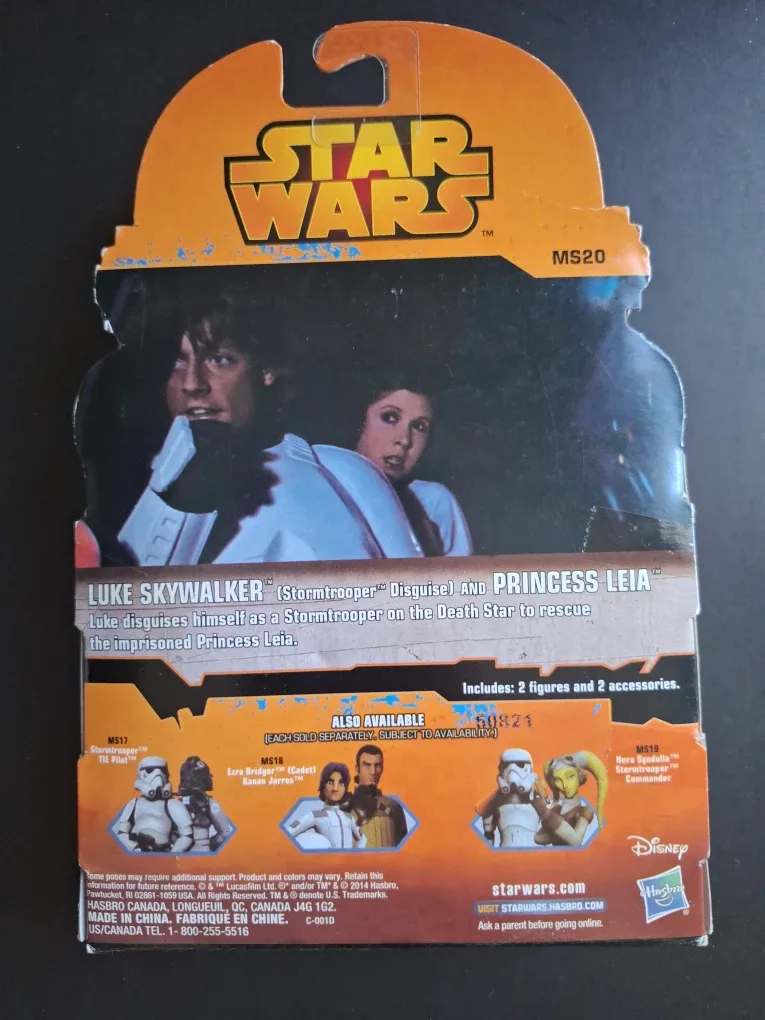 STAR
WARS™
MS20
LUKE SKYWALKER™ (Stormtrooper™ Disguise) AND PRINCESS LEIA™
Luke disguises himself as a Stormtrooper on the Death Star to rescue
the imprisoned Princess Leia.
Includes: 2 figures and 2 accessories.
ALSO AVAILABLE
50821
(EACH SOLD SEPARATELY, SUBJECT TO AVAILABILITY.)
MS17
Stormtrooper™
TIE Pilot™
MS18
Ezra Bridger™ (Cadet)
Kanan Jarrus™
MS19
Hera Syndulla™
Stormtrooper™
Commander
Disney
Some poses may require additional support. Product and colors may vary. Retain this
information for future reference. © & ™ Lucasfilm Ltd. ®* and/or TM* & © 2014 Hasbro,
Pawtucket, RI 02861-1059 USA. All Rights Reserved. TM & ® denote U.S. Trademarks.
HASBRO CANADA, LONGUEUIL, QC, CANADA J4G 1G2.
MADE IN CHINA. FABRIQUÉ EN CHINE. C-001D
US/CANADA TEL. 1- 800-255-5516
starwars.com
VISIT STARWARS.HASBRO.COM
Ask a parent before going online.
Hasbro®